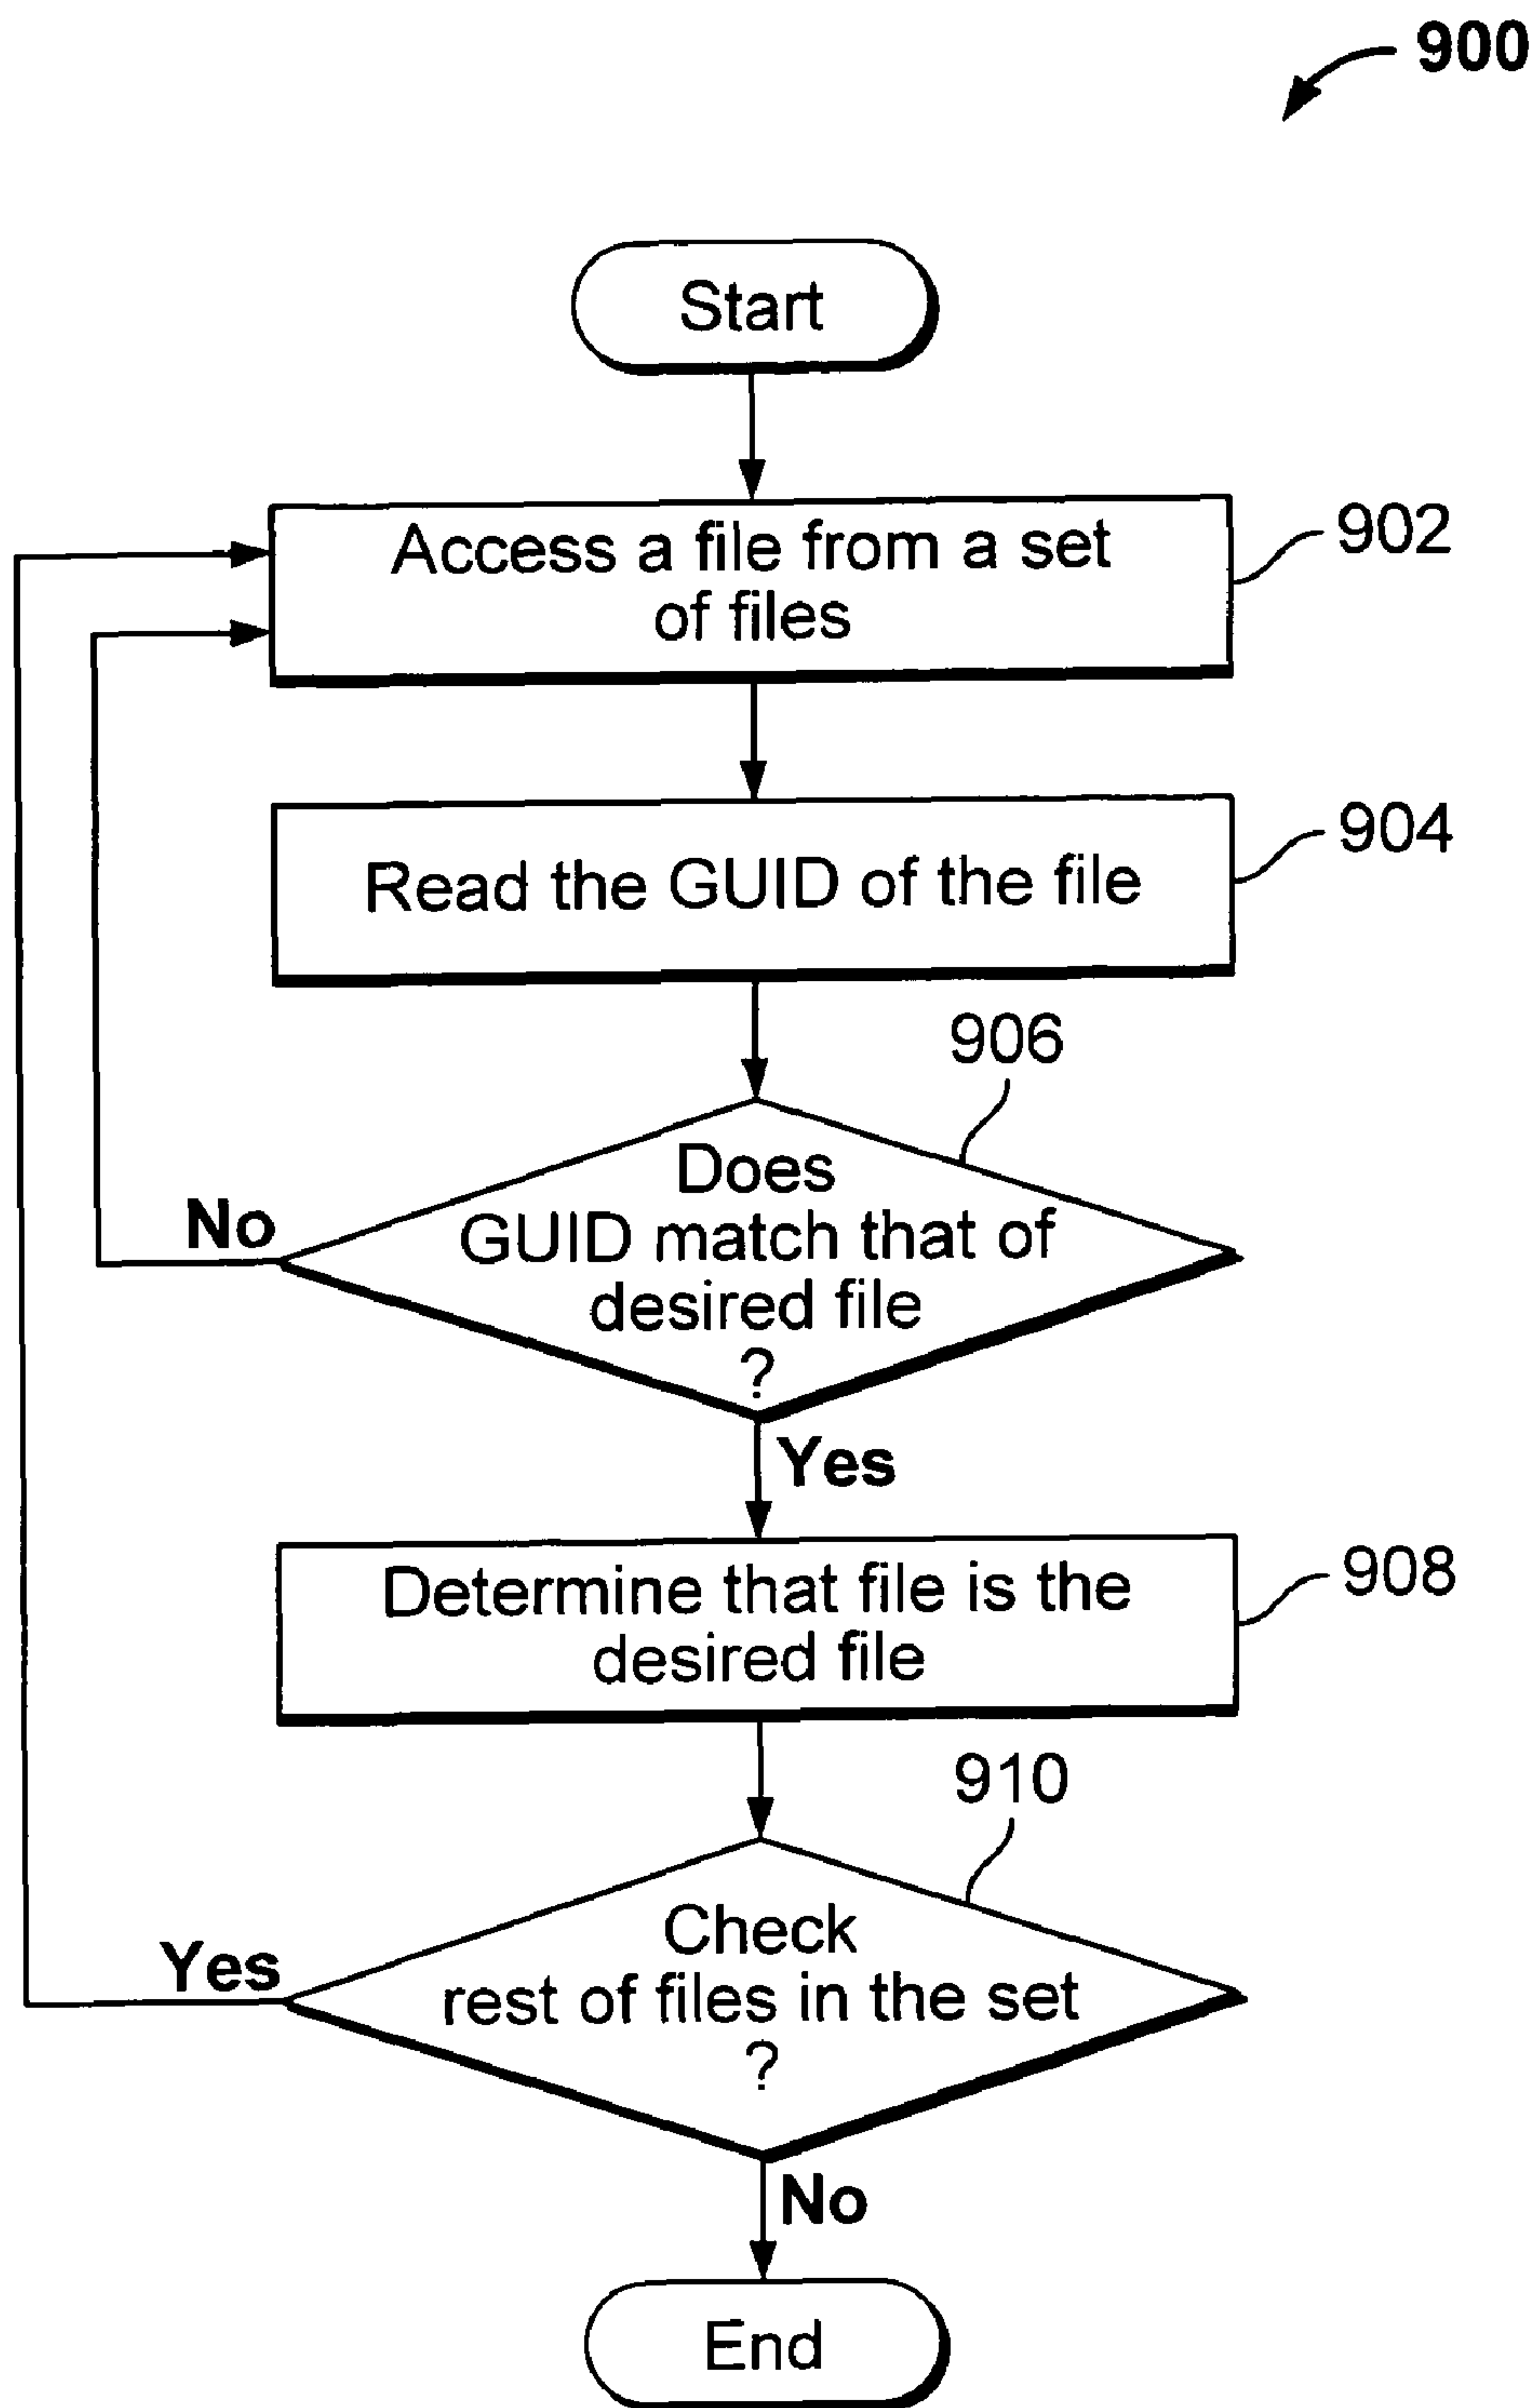 900
Start
Access a file from a set
of files
902
Read the GUID of the file
904
906
Does
GUID match that of
desired file
?
No
Yes
Determine that file is the
desired file
908
910
Check
rest of files in the set
?
Yes
No
End